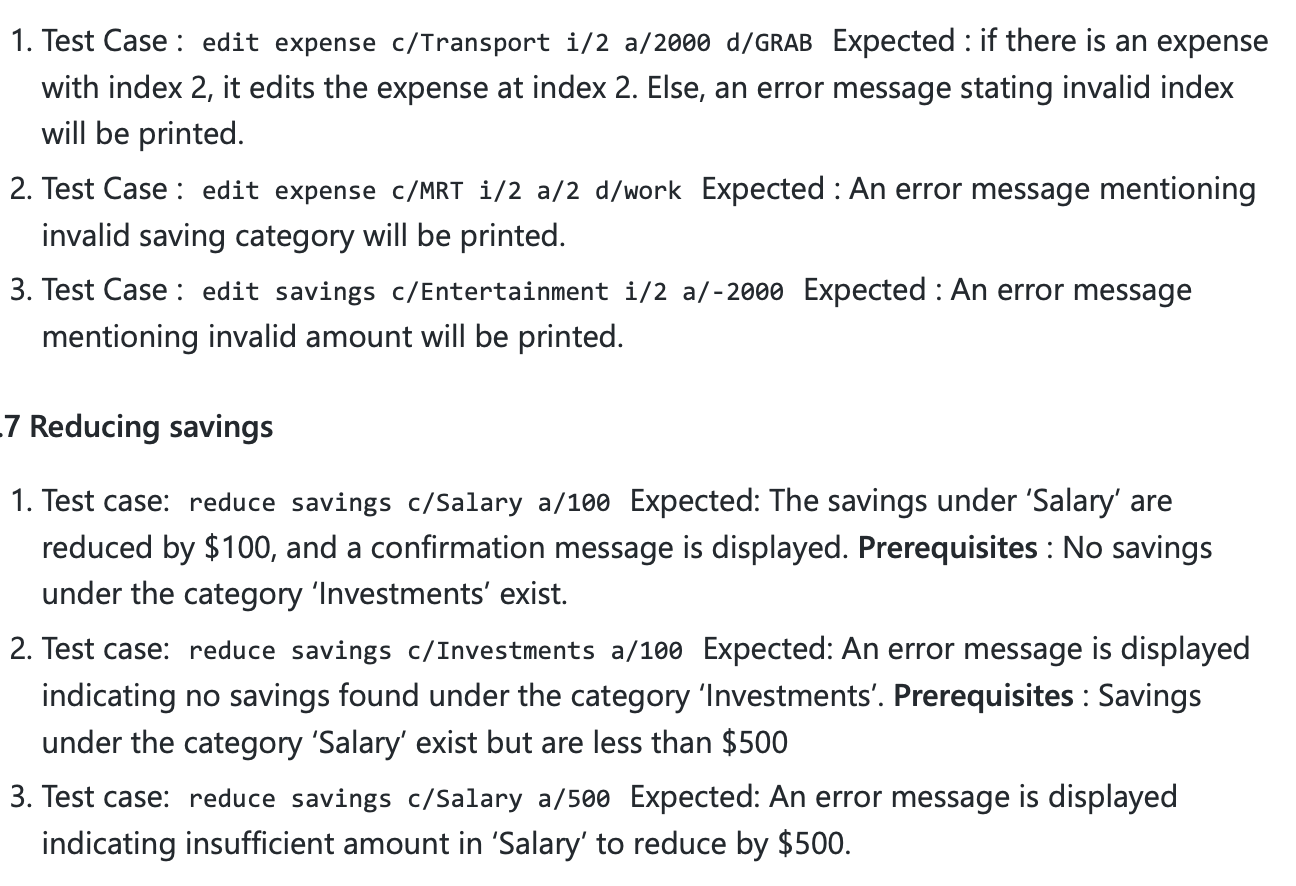 1. Test Case : edit expense c/Transport i/2 a/2000 d/GRAB Expected : if there is an expense
with index 2, it edits the expense at index 2. Else, an error message stating invalid index
will be printed.
2. Test Case : edit expense c/MRT i/2 a/2 d/work Expected : An error message mentioning
invalid saving category will be printed.
3. Test Case : edit savings c/Entertainment i/2 a/-2000 Expected : An error message
mentioning invalid amount will be printed.
.7 Reducing savings
1. Test case: reduce savings c/Salary a/100 Expected: The savings under ‘Salary’ are
reduced by $100, and a confirmation message is displayed. Prerequisites : No savings
under the category ‘Investments’ exist.
2. Test case: reduce savings c/Investments a/100 Expected: An error message is displayed
indicating no savings found under the category ‘Investments’. Prerequisites : Savings
under the category ‘Salary’ exist but are less than $500
3. Test case: reduce savings c/Salary a/500 Expected: An error message is displayed
indicating insufficient amount in ‘Salary’ to reduce by $500.